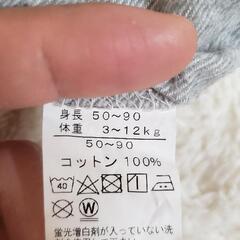 身長 50~90
体重 3~12kg
50~90
コットン 100%
40
W
蛍光増白剤が入っていない洗